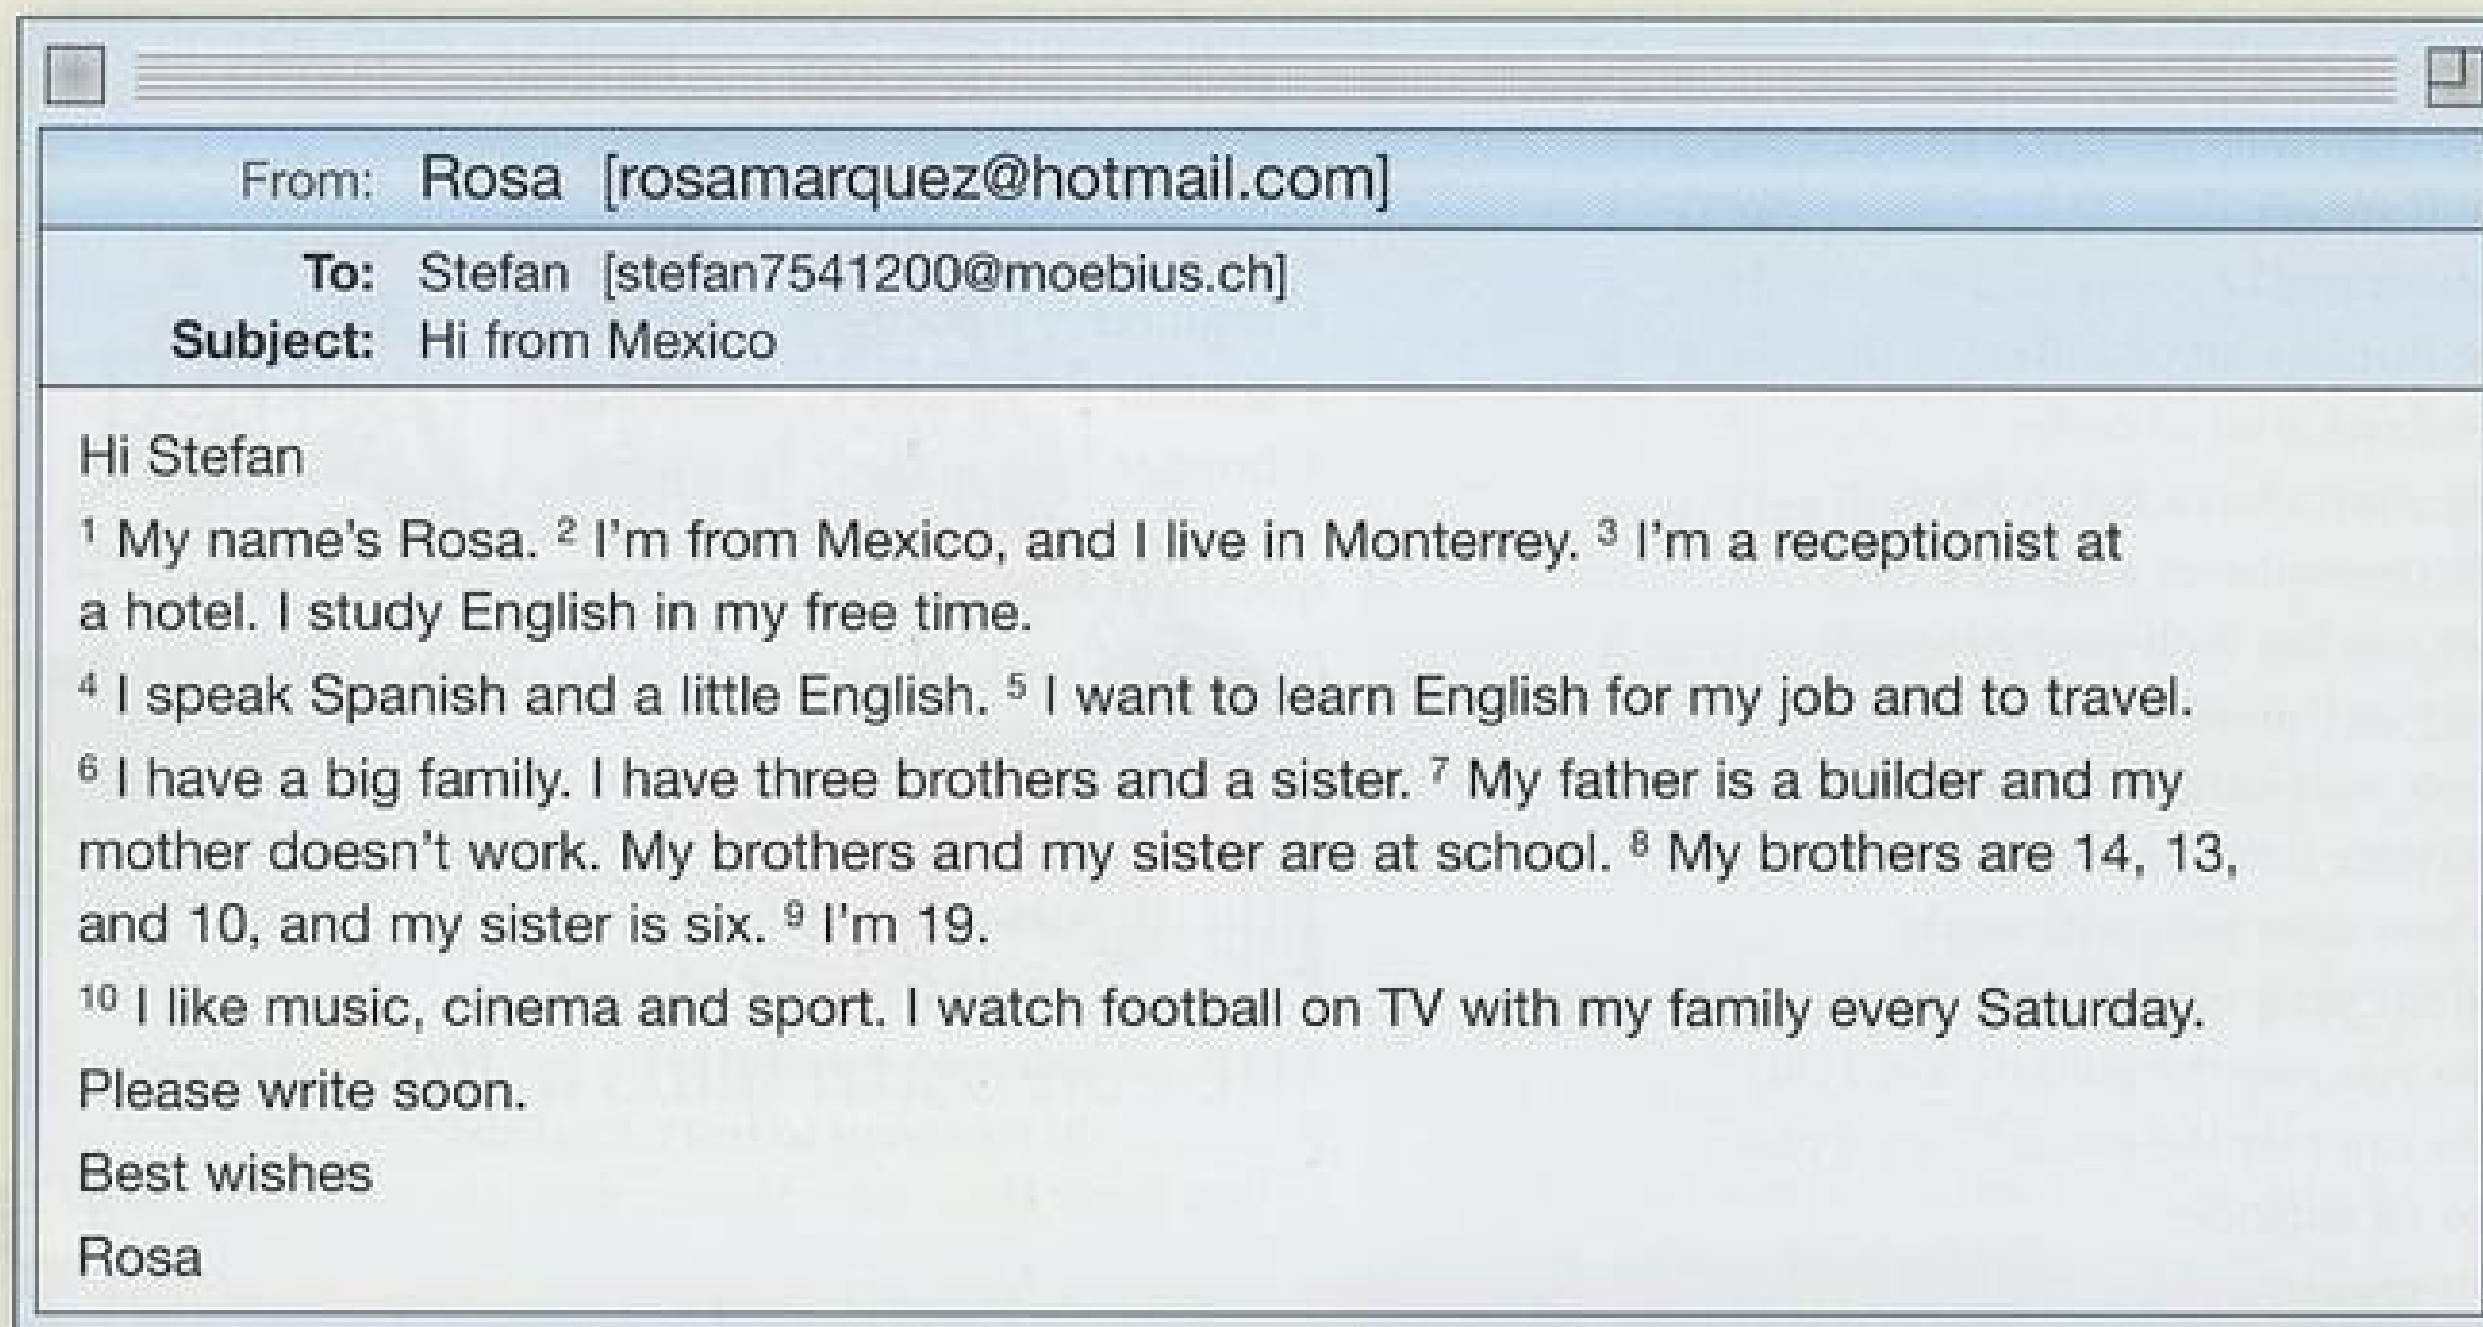 From: Rosa [rosamarquez@hotmail.com]
To: Stefan [stefan7541200@moebius.ch]
Subject: Hi from Mexico
Hi Stefan
1 My name's Rosa. 2 I'm from Mexico, and I live in Monterrey. 3 I'm a receptionist at
a hotel. I study English in my free time.
4 I speak Spanish and a little English. 5 I want to learn English for my job and to travel.
6 I have a big family. I have three brothers and a sister. 7 My father is a builder and my
mother doesn't work. My brothers and my sister are at school. 8 My brothers are 14, 13,
and 10, and my sister is six. 9 I'm 19.
10 I like music, cinema and sport. I watch football on TV with my family every Saturday.
Please write soon.
Best wishes
Rosa